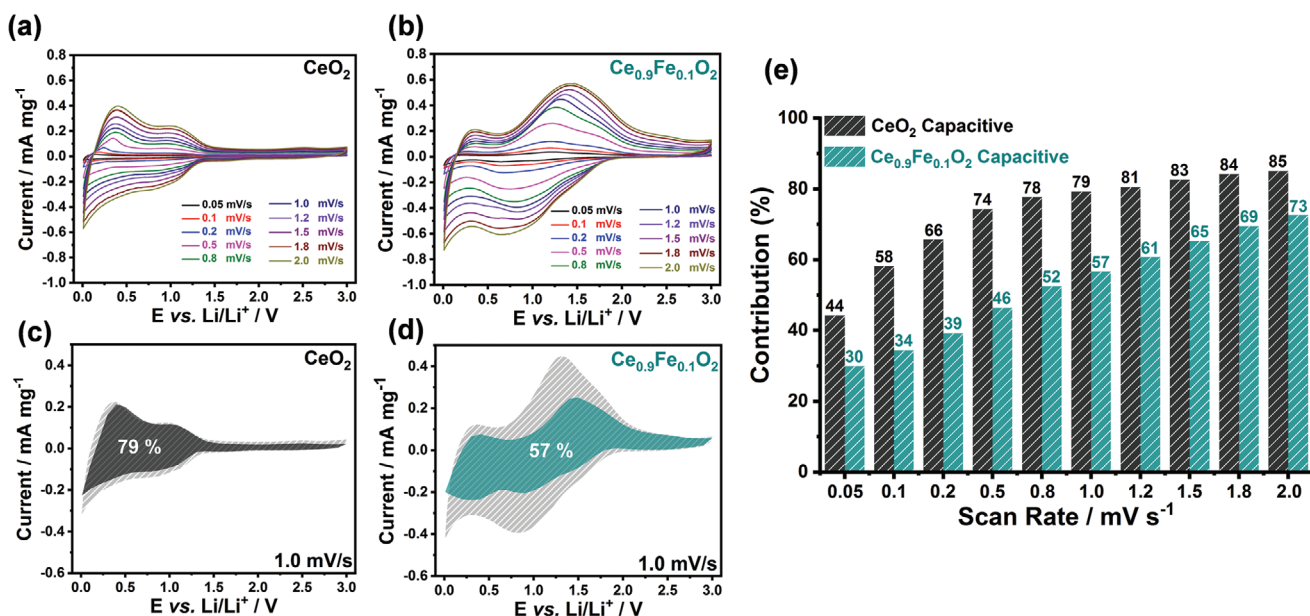 (a)
CeO₂
Current / mA mg⁻¹
0.8
0.6
0.4
0.2
0.0
-0.2
-0.4
-0.6
-0.8
-1.0
0.05 mV/s
0.1 mV/s
0.2 mV/s
0.5 mV/s
0.8 mV/s
1.0 mV/s
1.2 mV/s
1.5 mV/s
1.8 mV/s
2.0 mV/s
0.0 0.5 1.0 1.5 2.0 2.5 3.0
E vs. Li/Li⁺ / V
(b)
Ce₀.₉Fe₀.₁O₂
Current / mA mg⁻¹
0.8
0.6
0.4
0.2
0.0
-0.2
-0.4
-0.6
-0.8
-1.0
0.05 mV/s
0.1 mV/s
0.2 mV/s
0.5 mV/s
0.8 mV/s
1.0 mV/s
1.2 mV/s
1.5 mV/s
1.8 mV/s
2.0 mV/s
0.0 0.5 1.0 1.5 2.0 2.5 3.0
E vs. Li/Li⁺ / V
(c)
CeO₂
Current / mA mg⁻¹
0.4
0.2
0.0
-0.2
-0.4
-0.6
79 %
1.0 mV/s
0.0 0.5 1.0 1.5 2.0 2.5 3.0
E vs. Li/Li⁺ / V
(d)
Ce₀.₉Fe₀.₁O₂
Current / mA mg⁻¹
0.4
0.2
0.0
-0.2
-0.4
-0.6
57 %
1.0 mV/s
0.0 0.5 1.0 1.5 2.0 2.5 3.0
E vs. Li/Li⁺ / V
(e)
Contribution (%)
100
80
60
40
20
0
CeO₂ Capacitive
Ce₀.₉Fe₀.₁O₂ Capacitive
44 58 66 74 78 79 81 83 84 85
30 34 39 46 52 57 61 65 69 73
0.05 0.1 0.2 0.5 0.8 1.0 1.2 1.5 1.8 2.0
Scan Rate / mV s⁻¹